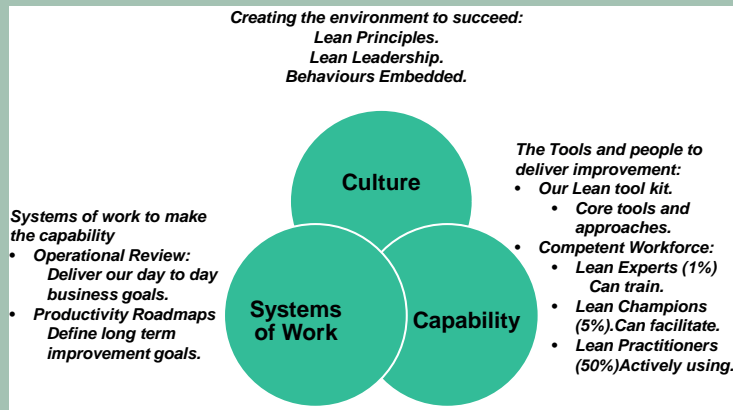 Creating the environment to succeed:
Lean Principles.
Lean Leadership.
Behaviours Embedded.
Culture
The Tools and people to
deliver improvement:
• Our Lean tool kit.
• Core tools and
approaches.
• Competent Workforce:
• Lean Experts (1%)
Can train.
• Lean Champions
(5%).Can facilitate.
• Lean Practitioners
(50%)Actively using.
Systems of work to make
the capability
• Operational Review:
Deliver our day to day
business goals.
• Productivity Roadmaps
Define long term
improvement goals.
Systems
of Work
Capability